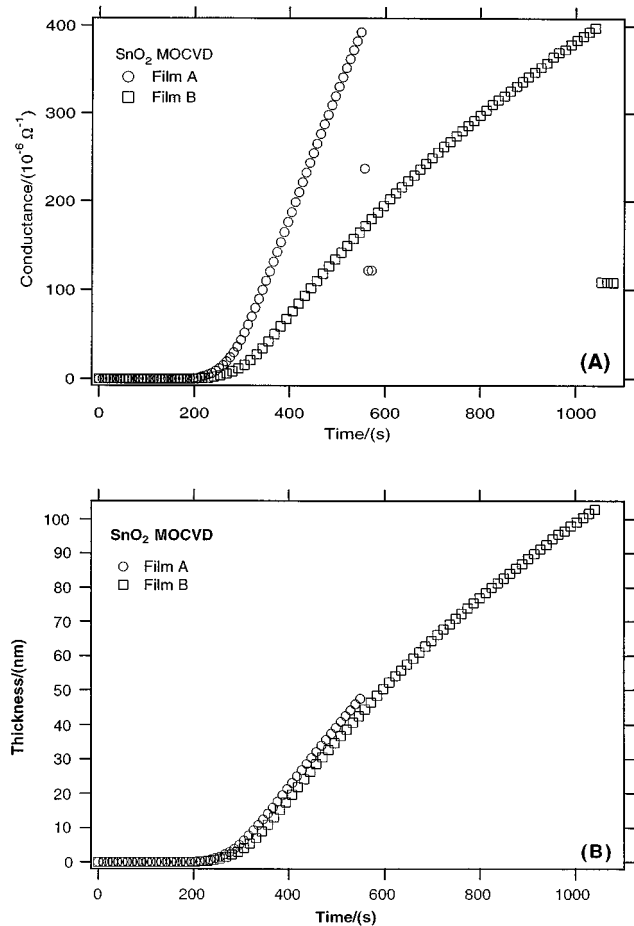 400
300
200
100
0
Conductance/(10⁻⁶ Ω⁻¹)
SnO₂ MOCVD
Film A
Film B
(A)
0
200
400
600
800
1000
Time/(s)
100
90
80
70
60
50
40
30
20
10
0
Thickness/(nm)
SnO₂ MOCVD
Film A
Film B
(B)
0
200
400
600
800
1000
Time/(s)